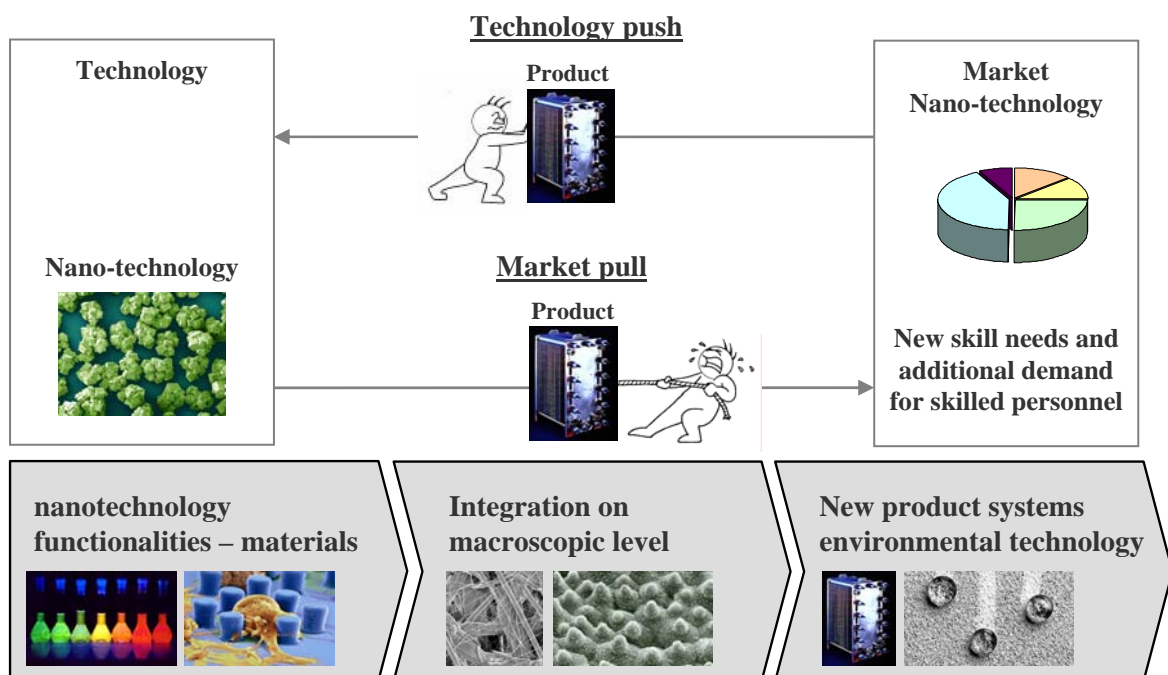 Technology push
Technology
Product
Market
Nano-technology
Nano-technology
Market pull
Product
New skill needs and
additional demand
for skilled personnel
nanotechnology
functionalities – materials
Integration on
macroscopic level
New product systems
environmental technology